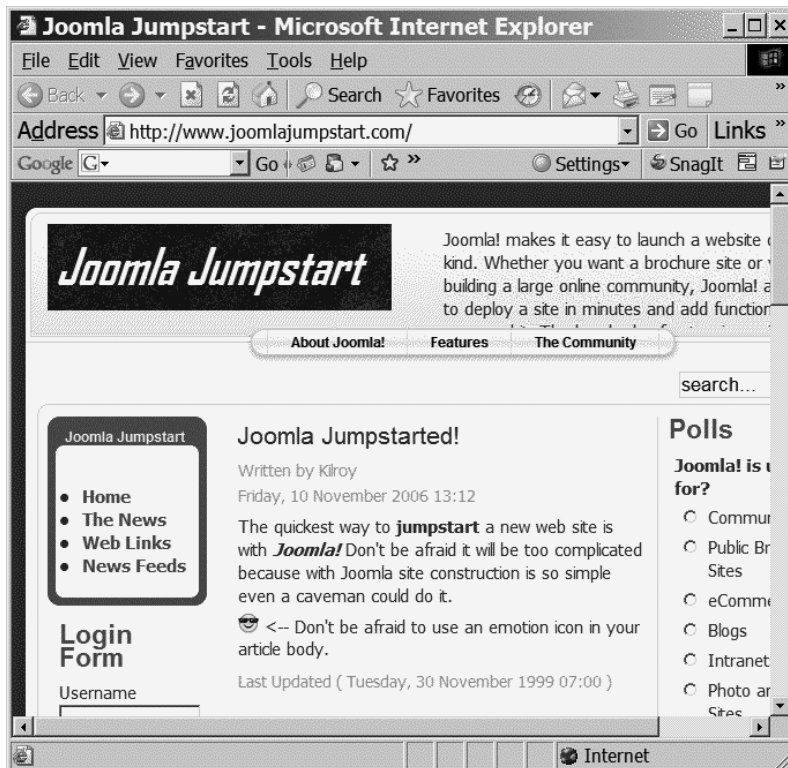 Joomla Jumpstart - Microsoft Internet Explorer
File Edit View Favorites Tools Help
Back Search Favorites »
Address http://www.joomlajumpstart.com/ Go Links »
Google G Go » Settings SnagIt
Joomla Jumpstart
Joomla! makes it easy to launch a website
kind. Whether you want a brochure site or
building a large online community, Joomla!
to deploy a site in minutes and add function
About Joomla! Features The Community
search...
Joomla Jumpstart
Home
The News
Web Links
News Feeds
Login
Form
Username
Joomla Jumpstarted!
Written by Kilroy
Friday, 10 November 2006 13:12
The quickest way to jumpstart a new web site is
with Joomla! Don't be afraid it will be too complicated
because with Joomla site construction is so simple
even a caveman could do it.
<-- Don't be afraid to use an emotion icon in your
article body.
Last Updated ( Tuesday, 30 November 1999 07:00 )
Polls
Joomla! is
for?
Commun
Public Br
Sites
eComme
Blogs
Intranet
Photo ar
Sites
Internet